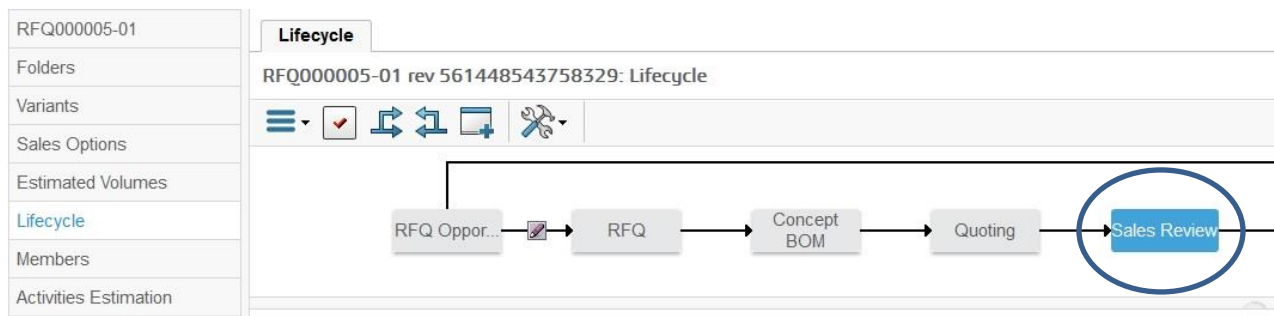 RFQ000005-01
Folders
Variants
Sales Options
Estimated Volumes
Lifecycle
Members
Activities Estimation
Lifecycle
RFQ000005-01 rev 561448543758329: Lifecycle
RFQ Oppor...
RFQ
Concept
BOM
Quoting
Sales Review